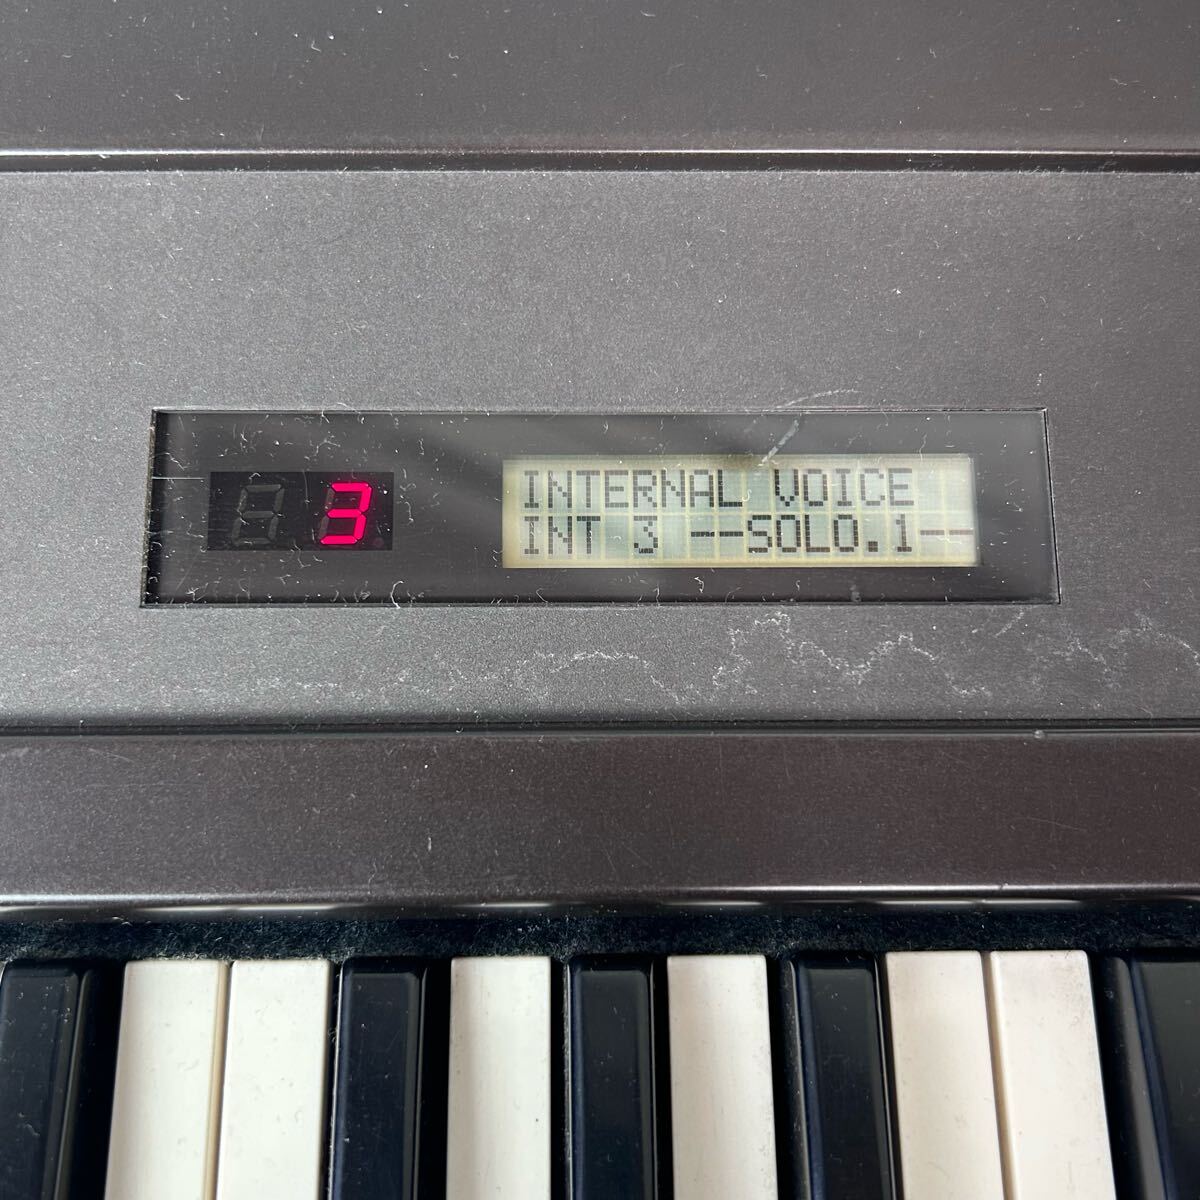 3
INTERNAL VOICE
INT 3 --SOLO.1--